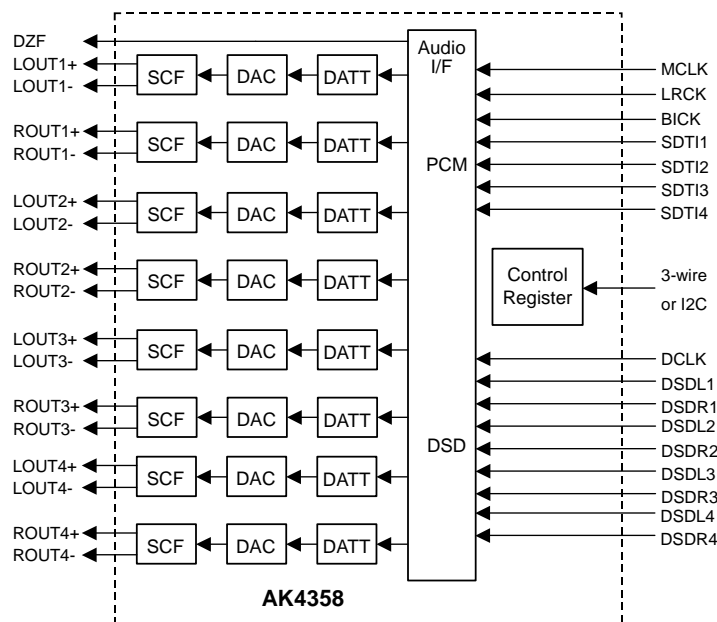 DZF
LOUT1+
LOUT1-
SCF
DAC
DATT
Audio
I/F
MCLK
LRCK
BICK
SDTI1
SDTI2
SDTI3
SDTI4
ROUT1+
ROUT1-
SCF
DAC
DATT
PCM
LOUT2+
LOUT2-
SCF
DAC
DATT
ROUT2+
ROUT2-
SCF
DAC
DATT
Control
Register
3-wire
or I2C
LOUT3+
LOUT3-
SCF
DAC
DATT
DCLK
DSDL1
DSDR1
DSDL2
DSDR2
DSDL3
DSDR3
DSDL4
DSDR4
ROUT3+
ROUT3-
SCF
DAC
DATT
DSD
LOUT4+
LOUT4-
SCF
DAC
DATT
ROUT4+
ROUT4-
SCF
DAC
DATT
AK4358